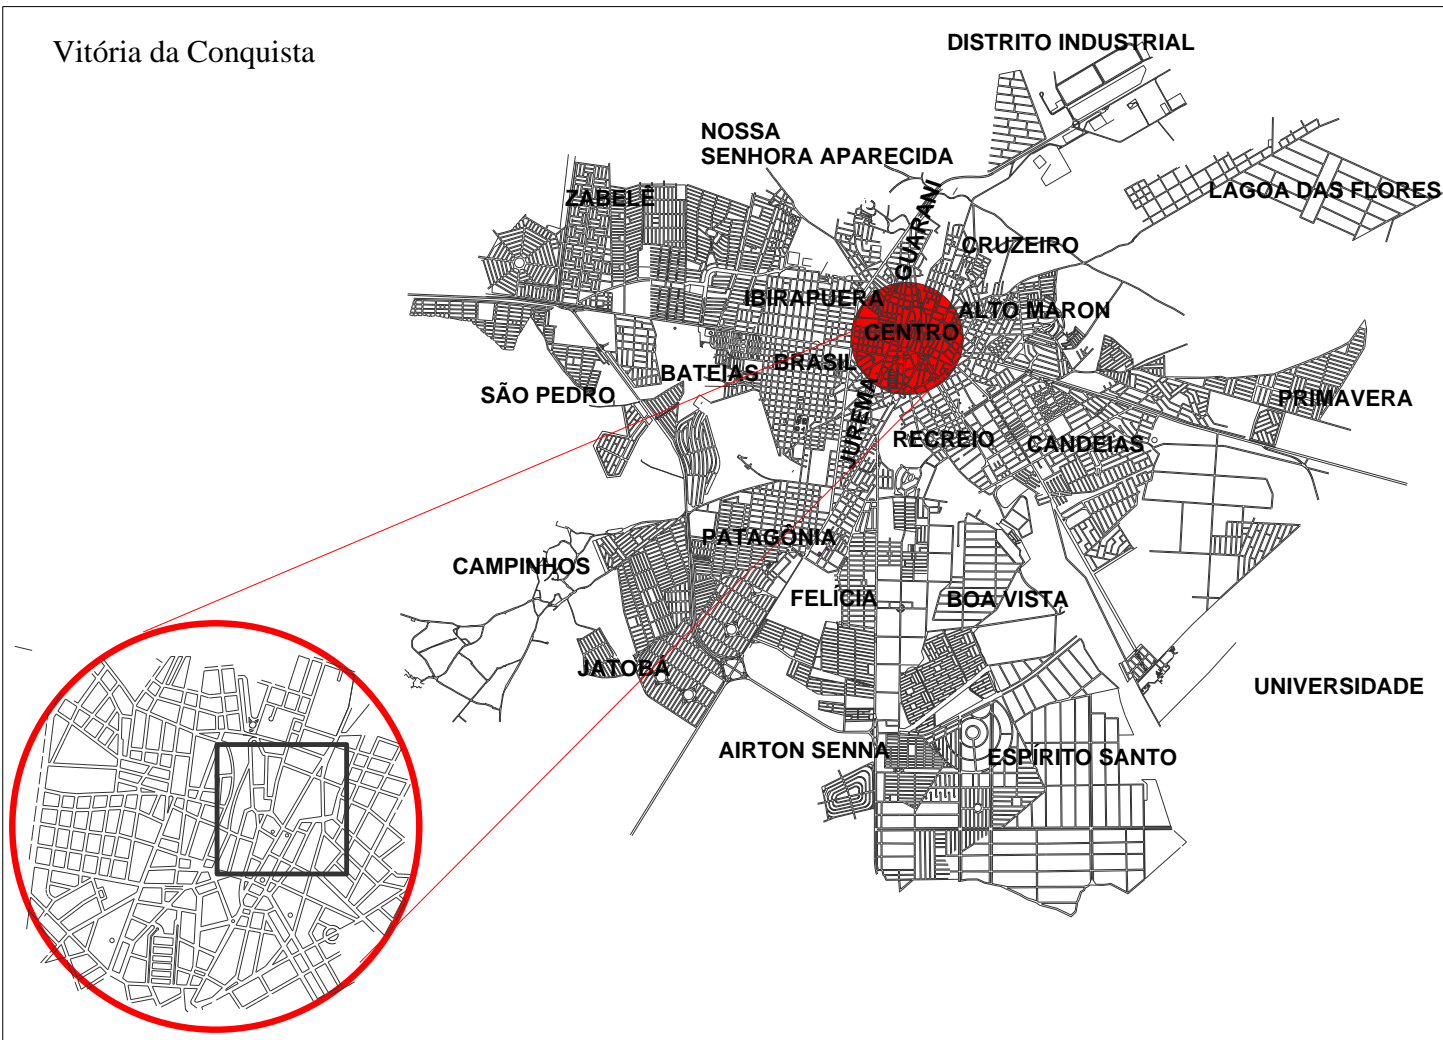 Vitória da Conquista
DISTRITO INDUSTRIAL
NOSSA
SENHORA APARECIDA
ZABELÊ
GUARANI
LAGOA DAS FLORES
CRUZEIRO
IBIRAPUERA
ALTO MARON
CENTRO
BRASIL
BATEIAS
SÃO PEDRO
JUREMA
PRIMAVERA
RECREIO
CANDEIAS
PATAGÔNIA
CAMPINHOS
FELÍCIA
BOA VISTA
JATOBÁ
UNIVERSIDADE
AIRTON SENNA
ESPÍRITO SANTO